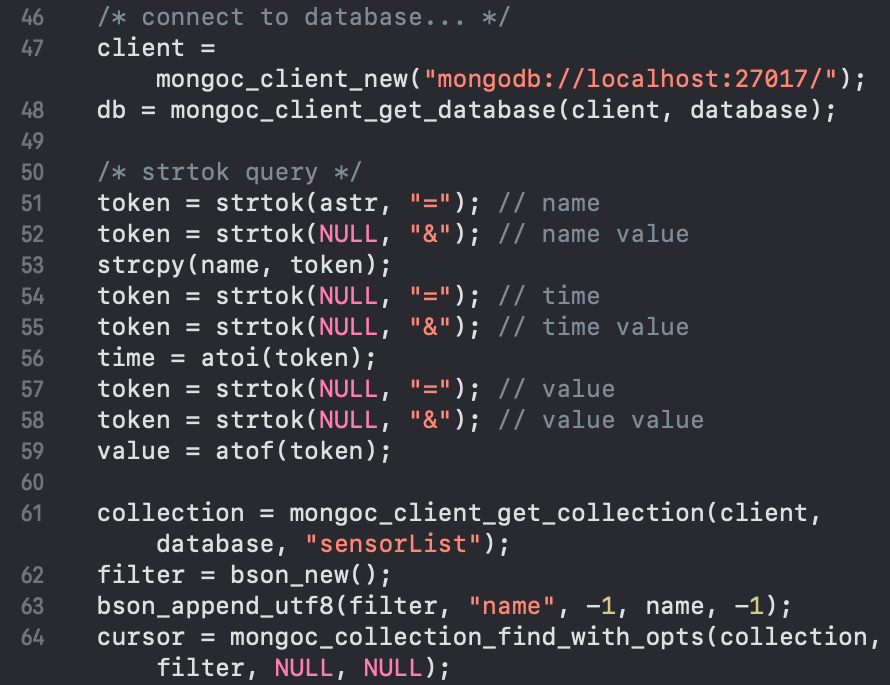 46 /* connect to database... */
47 client =
mongoc_client_new("mongodb://localhost:27017/");
48 db = mongoc_client_get_database(client, database);
49
50 /* strtok query */
51 token = strtok(astr, "="); // name
52 token = strtok(NULL, "&"); // name value
53 strcpy(name, token);
54 token = strtok(NULL, "="); // time
55 token = strtok(NULL, "&"); // time value
56 time = atoi(token);
57 token = strtok(NULL, "="); // value
58 token = strtok(NULL, "&"); // value value
59 value = atof(token);
60
61 collection = mongoc_client_get_collection(client,
database, "sensorList");
62 filter = bson_new();
63 bson_append_utf8(filter, "name", -1, name, -1);
64 cursor = mongoc_collection_find_with_opts(collection,
filter, NULL, NULL);